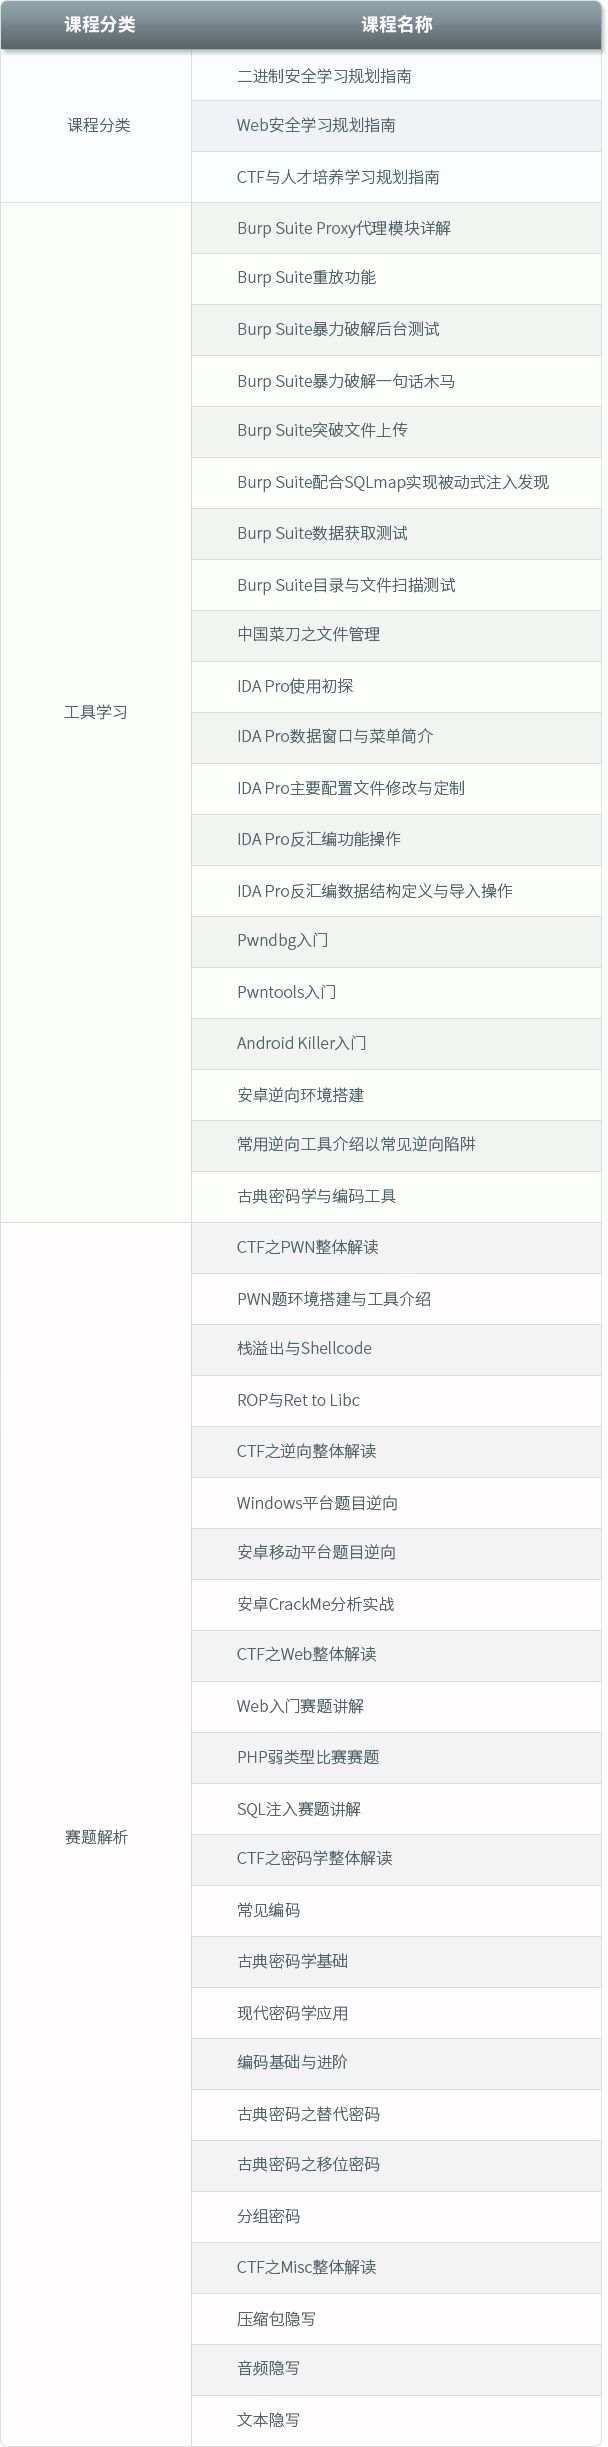 课程分类 课程名称
二进制安全学习规划指南
课程分类 Web安全学习规划指南
CTF与人才培养学习规划指南
Burp Suite Proxy代理模块详解
Burp Suite重放功能
Burp Suite暴力破解后台测试
Burp Suite暴力破解一句话木马
Burp Suite突破文件上传
Burp Suite配合SQLmap实现被动式注入发现
Burp Suite数据获取测试
Burp Suite目录与文件扫描测试
中国菜刀之文件管理
IDA Pro使用初探
工具学习
IDA Pro数据窗口与菜单简介
IDA Pro主要配置文件修改与定制
IDA Pro反汇编功能操作
IDA Pro反汇编数据结构定义与导入操作
Pwndbg入门
Pwntools入门
Android Killer入门
安卓逆向环境搭建
常用逆向工具介绍以常见逆向陷阱
古典密码学与编码工具
CTF之PWN整体解读
PWN题环境搭建与工具介绍
栈溢出与Shellcode
ROP与Ret to Libc
CTF之逆向整体解读
Windows平台题目逆向
安卓移动平台题目逆向
安卓CrackMe分析实战
CTF之Web整体解读
Web入门赛题讲解
PHP弱类型比赛赛题
SQL注入赛题讲解
赛题解析
CTF之密码学整体解读
常见编码
古典密码学基础
现代密码学应用
编码基础与进阶
古典密码之替代密码
古典密码之移位密码
分组密码
CTF之Misc整体解读
压缩包隐写
音频隐写
文本隐写